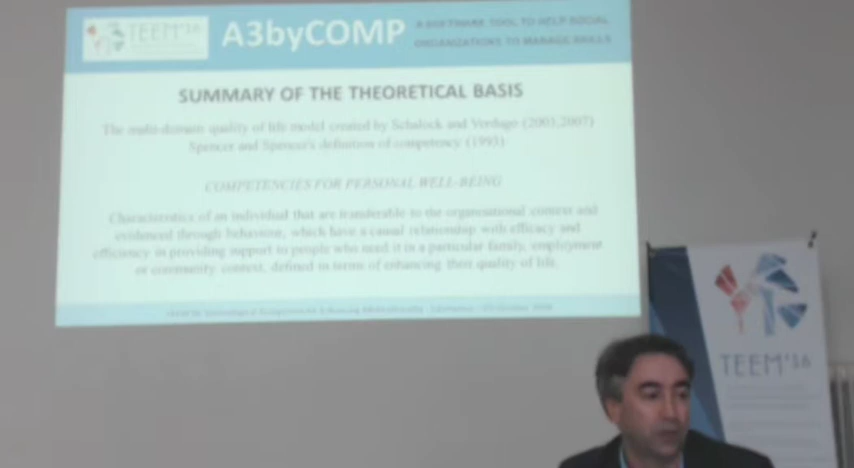 TEEM'16
A3byCOMP
A SOFTWARE TOOL TO HELP SOCIAL
ORGANIZATIONS TO MANAGE SKILLS
SUMMARY OF THE THEORETICAL BASIS
The multi-domain quality of life model created by Schalock and Verdugo (2003,2007)
Spencer and Spencer's definition of competency (1993)
COMPETENCIES FOR PERSONAL WELL-BEING
Characteristics of an individual that are transferable to the organisational context and
evidenced through behaviour, which have a causal relationship with efficacy and
efficiency in providing support to people who need it in a particular family, employment
or community context, defined in terms of enhancing their quality of life.
TEEM'16